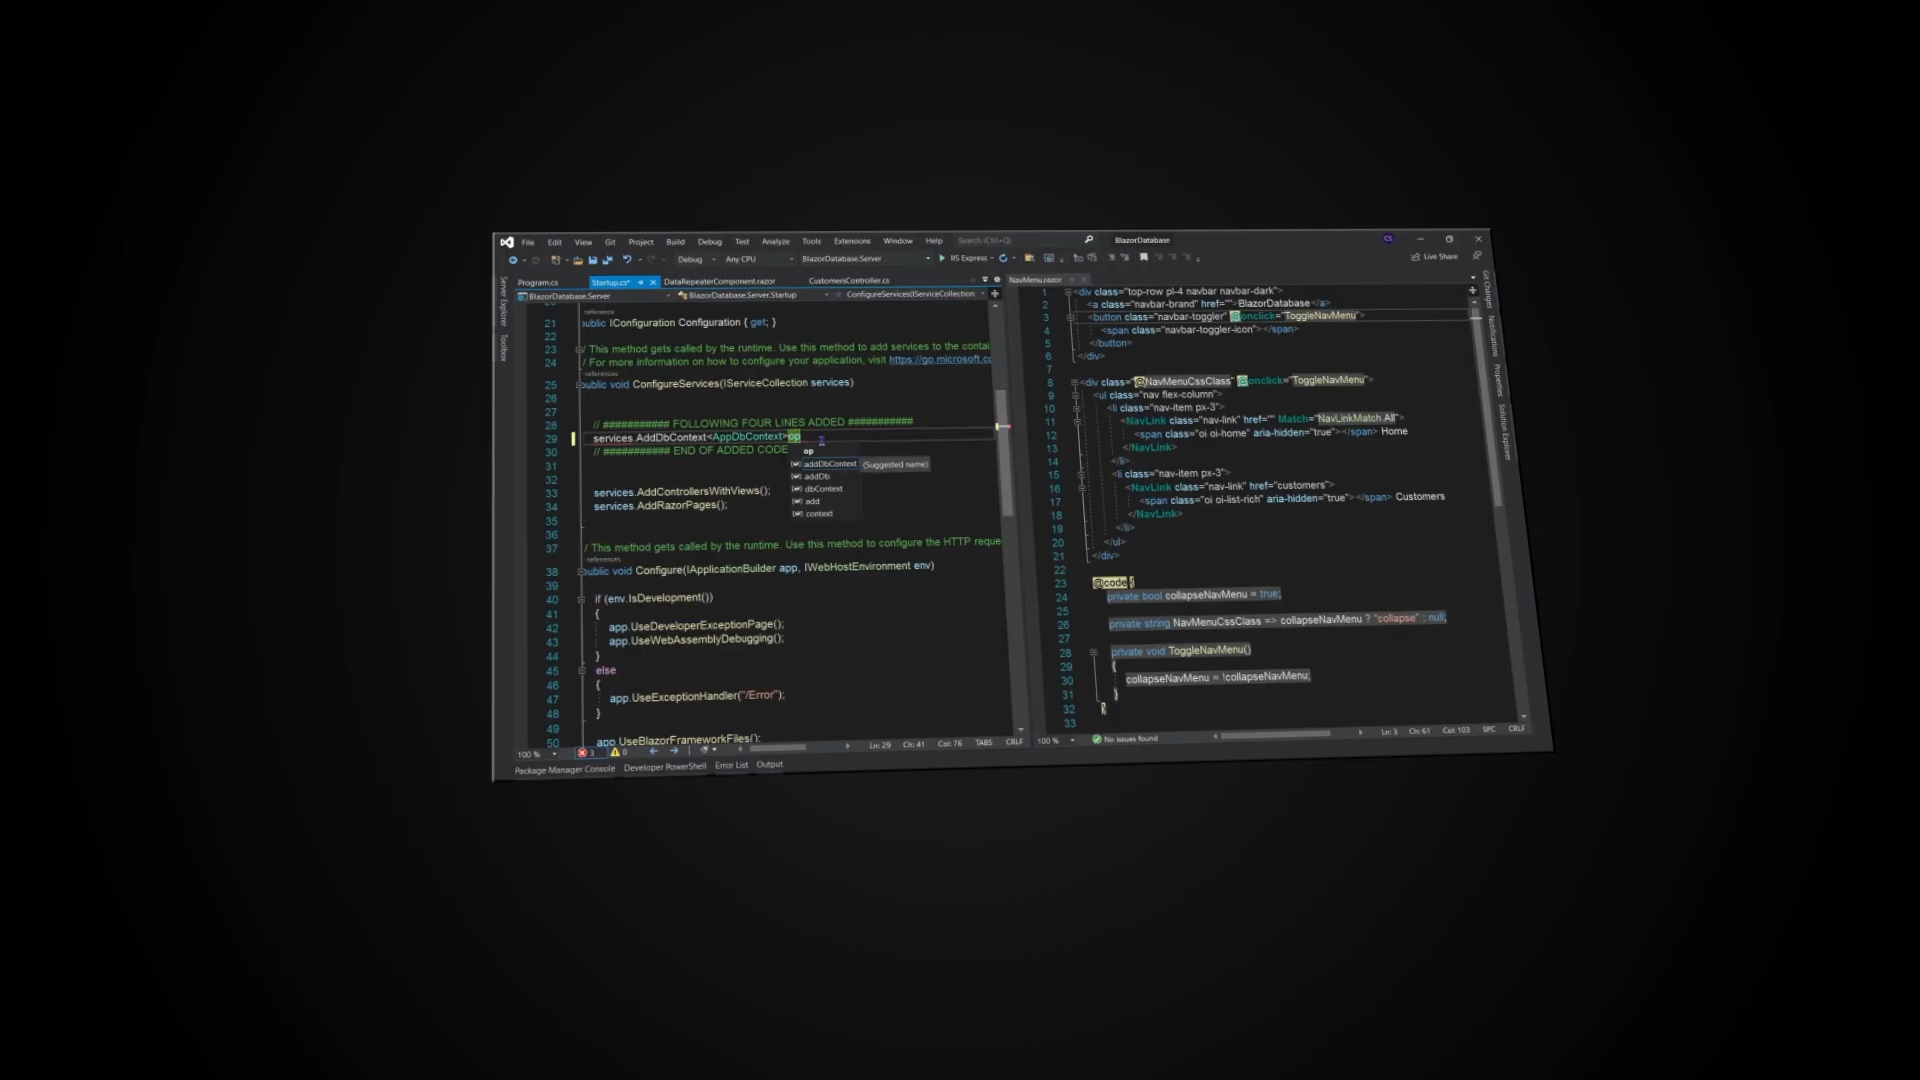 File Edit View Git Project Build Debug Test Analyze Tools Extensions Window Help Search (Ctrl+Q) BlazorDatabase CS
Debug Any CPU BlazorDatabase.Server IIS Express Live Share
Program.cs Startup.cs* DataRepeaterComponent.razor CustomersController.cs
BlazorDatabase.Server BlazorDatabase.Server.Startup ConfigureServices(IServiceCollection
Server Explorer
Toolbox
reference
21 public IConfiguration Configuration { get; }
22
23 / This method gets called by the runtime. Use this method to add services to the contai
24 / For more information on how to configure your application, visit https://go.microsoft.co
references
25 public void ConfigureServices(IServiceCollection services)
26
27
28 // ########### FOLLOWING FOUR LINES ADDED ###########
29 services.AddDbContext<AppDbContext>op
30 // ########### END OF ADDED CODE
op
addDbContext (Suggested name)
addDb
dbContext
add
context
31
32
33 services.AddControllersWithViews();
34 services.AddRazorPages();
35
36
37 / This method gets called by the runtime. Use this method to configure the HTTP reque
references
38 public void Configure(IApplicationBuilder app, IWebHostEnvironment env)
39
40 if (env.IsDevelopment())
41 {
42 app.UseDeveloperExceptionPage();
43 app.UseWebAssemblyDebugging();
44 }
45 else
46 {
47 app.UseExceptionHandler("/Error");
48 }
49
50 app.UseBlazorFrameworkFiles();
100 % 3 0 Ln: 29 Ch: 41 Col: 76 TABS CRLF
Package Manager Console Developer PowerShell Error List Output
NavMenu.razor
1 <div class="top-row pl-4 navbar navbar-dark">
2 <a class="navbar-brand" href="">BlazorDatabase</a>
3 <button class="navbar-toggler" @onclick="ToggleNavMenu">
4 <span class="navbar-toggler-icon"></span>
5 </button>
6 </div>
7
8 <div class="@NavMenuCssClass" @onclick="ToggleNavMenu">
9 <ul class="nav flex-column">
10 <li class="nav-item px-3">
11 <NavLink class="nav-link" href="" Match="NavLinkMatch.All">
12 <span class="oi oi-home" aria-hidden="true"></span> Home
13 </NavLink>
14 </li>
15 <li class="nav-item px-3">
16 <NavLink class="nav-link" href="customers">
17 <span class="oi oi-list-rich" aria-hidden="true"></span> Customers
18 </NavLink>
19 </li>
20 </ul>
21 </div>
22
23 @code {
24 private bool collapseNavMenu = true;
25
26 private string NavMenuCssClass => collapseNavMenu ? "collapse" : null;
27
28 private void ToggleNavMenu()
29 {
30 collapseNavMenu = !collapseNavMenu;
31 }
32 }
33
100 % No issues found Ln: 3 Ch: 61 Col: 103 SPC CRLF
Git Changes
Notifications
Properties
Solution Explorer